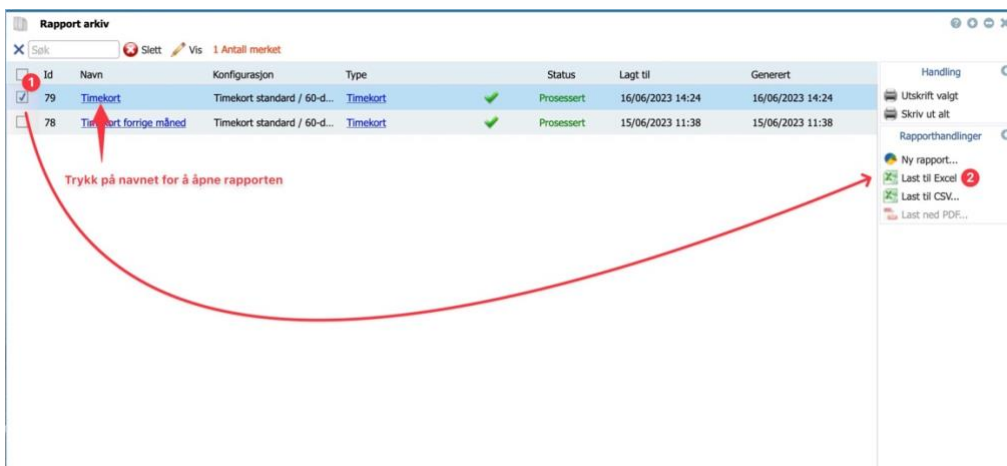 Rapport arkiv
Søk Slett Vis 1 Antall merket
Id Navn Konfigurasjon Type Status Lagt til Generert
1
79 Timekort Timekort standard / 60-d... Timekort Prosessert 16/06/2023 14:24 16/06/2023 14:24
78 Timekort forrige måned Timekort standard / 60-d... Timekort Prosessert 15/06/2023 11:38 15/06/2023 11:38
Trykk på navnet for å åpne rapporten
Handling
Utskrift valgt
Skriv ut alt
Rapporthandlinger
Ny rapport...
Last til Excel 2
Last til CSV...
Last ned PDF...